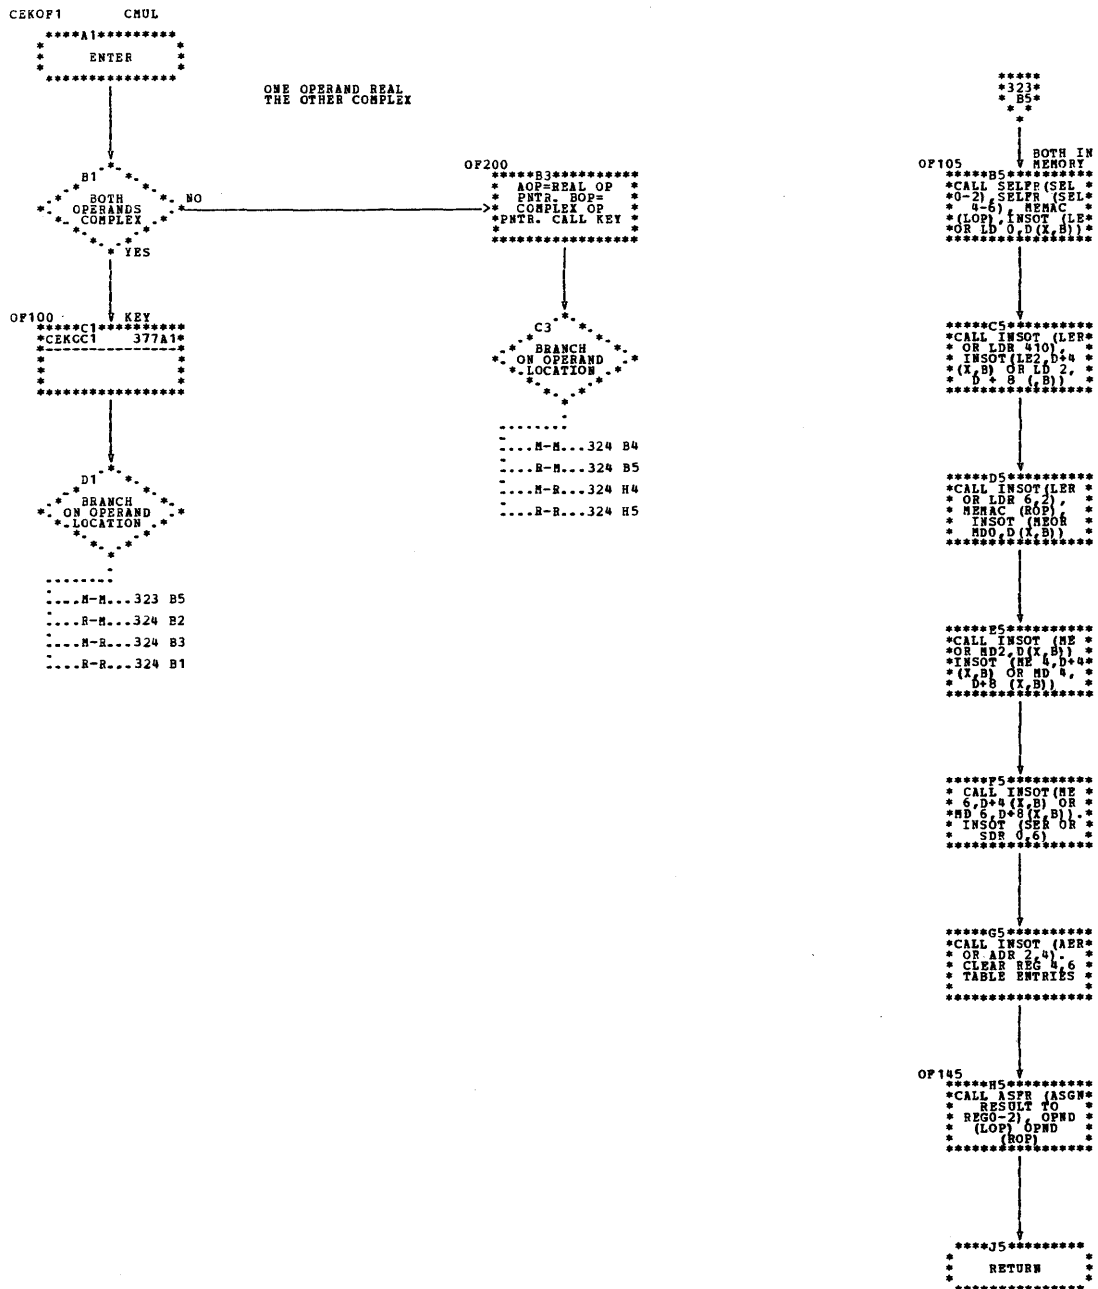 CEKOF1 CMUL
****A1*********
ENTER
ONE OPERAND REAL
THE OTHER COMPLEX
B1
BOTH
OPERANDS
COMPLEX
NO
YES
OF200
*****B3**********
* AOP=REAL OP *
* PNTR. BOP= *
* COMPLEX OP *
*PNTR. CALL KEY *
OF100 KEY
*****C1**********
*CEKCC1 377A1*
C3
BRANCH
ON OPERAND
LOCATION
....M-M...324 B4
....R-M...324 B5
....M-R...324 H4
....R-R...324 H5
D1
BRANCH
ON OPERAND
LOCATION
....M-M...323 B5
....R-M...324 B2
....M-R...324 B3
....R-R...324 B1
*323*
* B5*
BOTH IN
MEMORY
OF105
*****B5**********
*CALL SELFR(SEL *
*0-2),SELFR (SEL*
* 4-6), MEMAC *
*(LOP),INSOT (LE*
*OR LD 0,D(X,B))*
*****C5**********
*CALL INSOT (LER*
* OR LDR 410), *
* INSOT(LE2,D+4 *
*(X,B) OR LD 2, *
* D + 8 (,B)) *
*****D5**********
*CALL INSOT(LER *
* OR LDR 6,2), *
* MEMAC (ROP), *
* INSOT (MEOR *
* MD0,D(X,B)) *
*****E5**********
*CALL INSOT (ME *
*OR MD2,D(X,B)) *
*INSOT (ME 4,D+4*
*(X,B) OR MD 4, *
* D+8 (X,B)) *
*****F5**********
* CALL INSOT(ME *
* 6,D+4(X,B) OR *
*MD 6,D+8(X,B)).*
* INSOT (SER OR *
* SDR 0,6) *
*****G5**********
*CALL INSOT (AER*
* OR ADR 2,4). *
* CLEAR REG 4,6 *
* TABLE ENTRIES *
OF145
*****H5**********
*CALL ASFR (ASGN*
* RESULT TO *
* REG0-2), OPND *
* (LOP) OPND *
* (ROP) *
****J5*********
RETURN